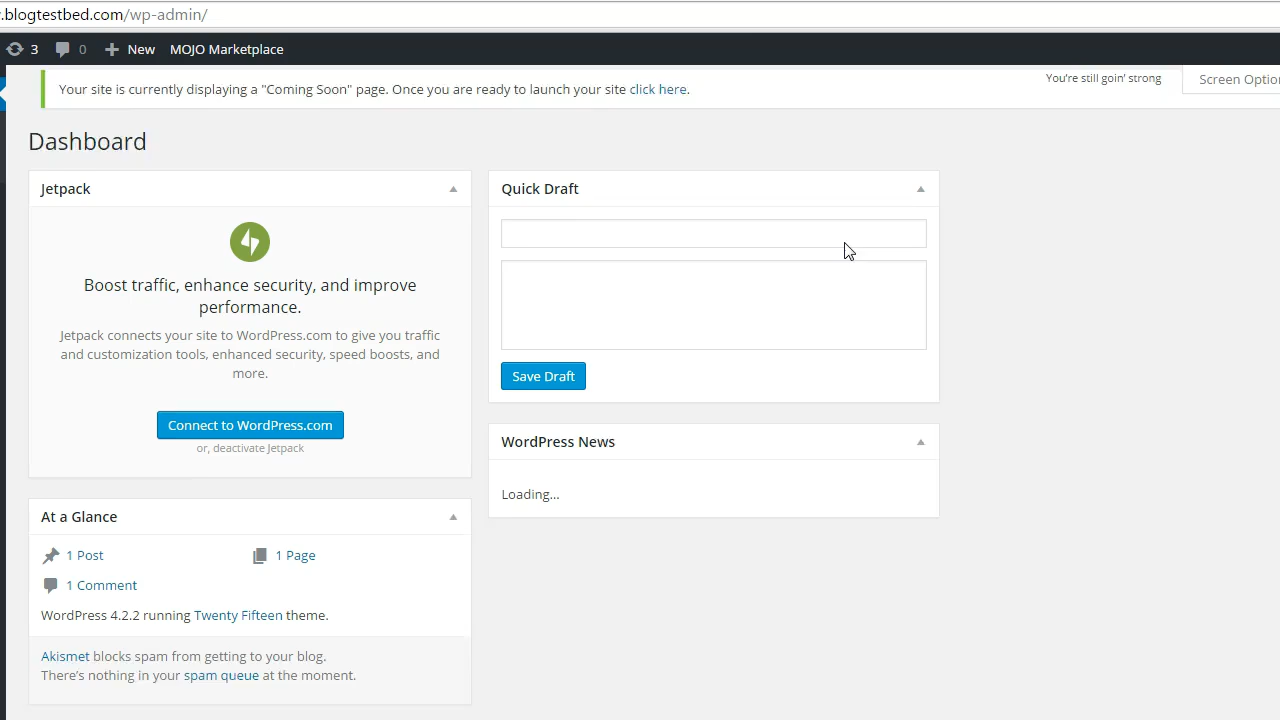 .blogtestbed.com/wp-admin/
3 0 New MOJO Marketplace
Your site is currently displaying a "Coming Soon" page. Once you are ready to launch your site click here.
You're still goin' strong
Screen Optio
Dashboard
Jetpack
Boost traffic, enhance security, and improve
performance.
Jetpack connects your site to WordPress.com to give you traffic
and customization tools, enhanced security, speed boosts, and
more.
Connect to WordPress.com
or, deactivate Jetpack
At a Glance
1 Post 1 Page
1 Comment
WordPress 4.2.2 running Twenty Fifteen theme.
Akismet blocks spam from getting to your blog.
There's nothing in your spam queue at the moment.
Quick Draft
Save Draft
WordPress News
Loading...